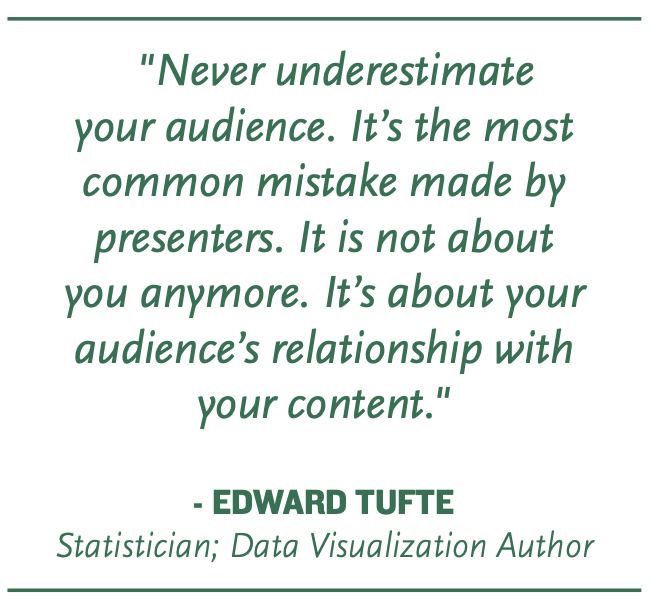 "Never underestimate
your audience. It’s the most
common mistake made by
presenters. It is not about
you anymore. It’s about your
audience’s relationship with
your content."
- EDWARD TUFTE
Statistician; Data Visualization Author